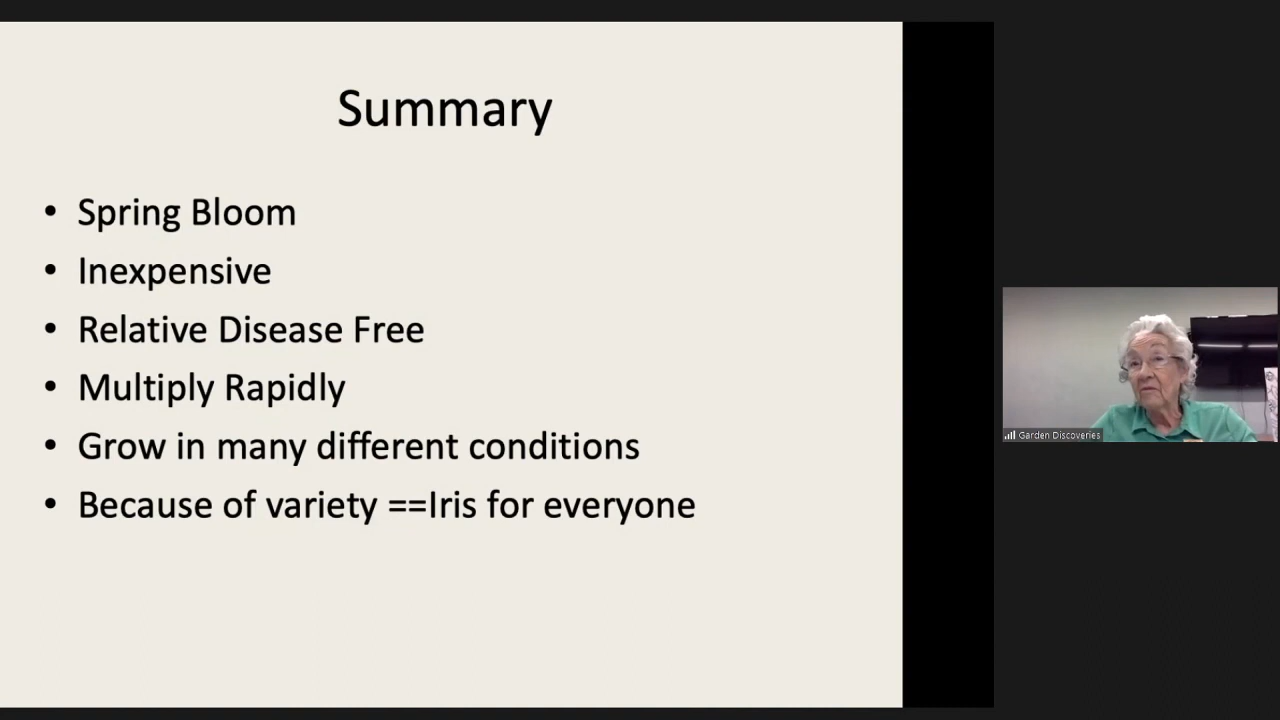 Summary
• Spring Bloom
• Inexpensive
• Relative Disease Free
• Multiply Rapidly
• Grow in many different conditions
• Because of variety ==Iris for everyone
Garden Discoveries